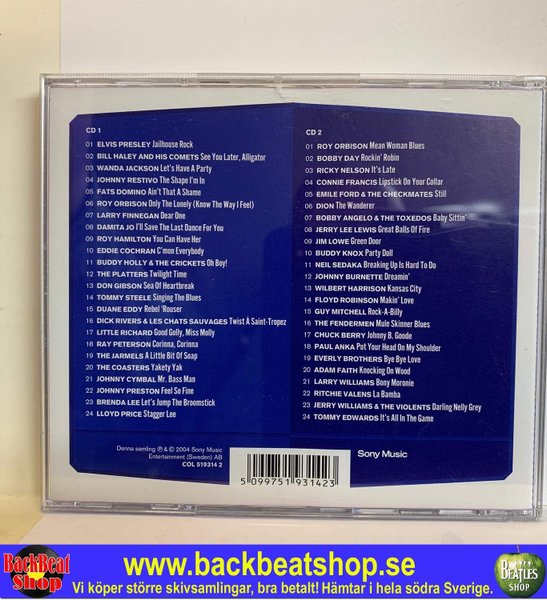 CD 1
01 ELVIS PRESLEY Jailhouse Rock
02 BILL HALEY AND HIS COMETS See You Later, Alligator
03 WANDA JACKSON Let's Have A Party
04 JOHNNY RESTIVO The Shape I'm In
05 FATS DOMINO Ain't That A Shame
06 ROY ORBISON Only The Lonely (Know The Way I Feel)
07 LARRY FINNEGAN Dear One
08 DAMITA JO I'll Save The Last Dance For You
09 ROY HAMILTON You Can Have Her
10 EDDIE COCHRAN C'mon Everybody
11 BUDDY HOLLY & THE CRICKETS Oh Boy!
12 THE PLATTERS Twilight Time
13 DON GIBSON Sea Of Heartbreak
14 TOMMY STEELE Singing The Blues
15 DUANE EDDY Rebel 'Rouser
16 DICK RIVERS & LES CHATS SAUVAGES Twist À Saint-Tropez
17 LITTLE RICHARD Good Golly, Miss Molly
18 RAY PETERSON Corinna, Corinna
19 THE JARMELS A Little Bit Of Soap
20 THE COASTERS Yakety Yak
21 JOHNNY CYMBAL Mr. Bass Man
22 JOHNNY PRESTON Feel So Fine
23 BRENDA LEE Let's Jump The Broomstick
24 LLOYD PRICE Stagger Lee
CD 2
01 ROY ORBISON Mean Woman Blues
02 BOBBY DAY Rockin' Robin
03 RICKY NELSON It's Late
04 CONNIE FRANCIS Lipstick On Your Collar
05 EMILE FORD & THE CHECKMATES Still
06 DION The Wanderer
07 BOBBY ANGELO & THE TOXEDOS Baby Sittin'
08 JERRY LEE LEWIS Great Balls Of Fire
09 JIM LOWE Green Door
10 BUDDY KNOX Party Doll
11 NEIL SEDAKA Breaking Up Is Hard To Do
12 JOHNNY BURNETTE Dreamin'
13 WILBERT HARRISON Kansas City
14 FLOYD ROBINSON Makin' Love
15 GUY MITCHELL Rock-A-Billy
16 THE FENDERMEN Mule Skinner Blues
17 CHUCK BERRY Johnny B. Goode
18 PAUL ANKA Put Your Head On My Shoulder
19 EVERLY BROTHERS Bye Bye Love
20 ADAM FAITH Knocking On Wood
21 LARRY WILLIAMS Bony Moronie
22 RITCHIE VALENS La Bamba
23 JERRY WILLIAMS & THE VIOLENTS Darling Nelly Grey
24 TOMMY EDWARDS It's All In The Game
Denna samling ℗ & © 2004 Sony Music
Entertainment (Sweden) AB
COL 519314 2
5 099751 931423
Sony Music
BackBeat
Shop
www.backbeatshop.se
Vi köper större skivsamlingar, bra betalt! Hämtar i hela södra Sverige.
BEATLES
SHOP